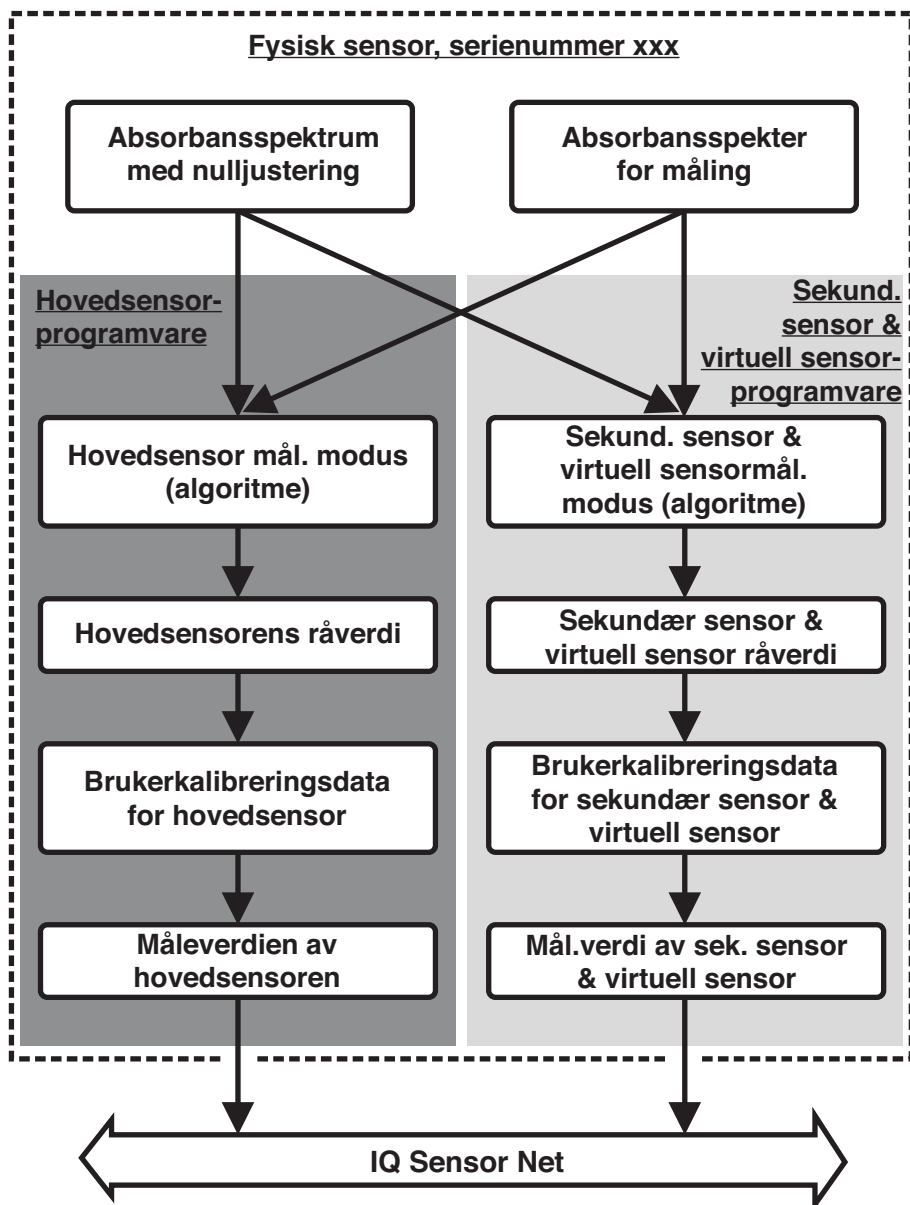 Fysisk sensor, serienummer xxx
Absorbansspektrum
med nulljustering
Absorbansspekter
for måling
Hovedsensor-
programvare
Sekund.
sensor &
virtuell sensor-
programvare
Hovedsensor mål. modus
(algoritme)
Sekund. sensor &
virtuell sensormål.
modus (algoritme)
Hovedsensorens råverdi
Sekundær sensor &
virtuell sensor råverdi
Brukerkalibreringsdata
for hovedsensor
Brukerkalibreringsdata
for sekundær sensor &
virtuell sensor
Måleverdien av
hovedsensoren
Mål.verdi av sek. sensor
& virtuell sensor
IQ Sensor Net